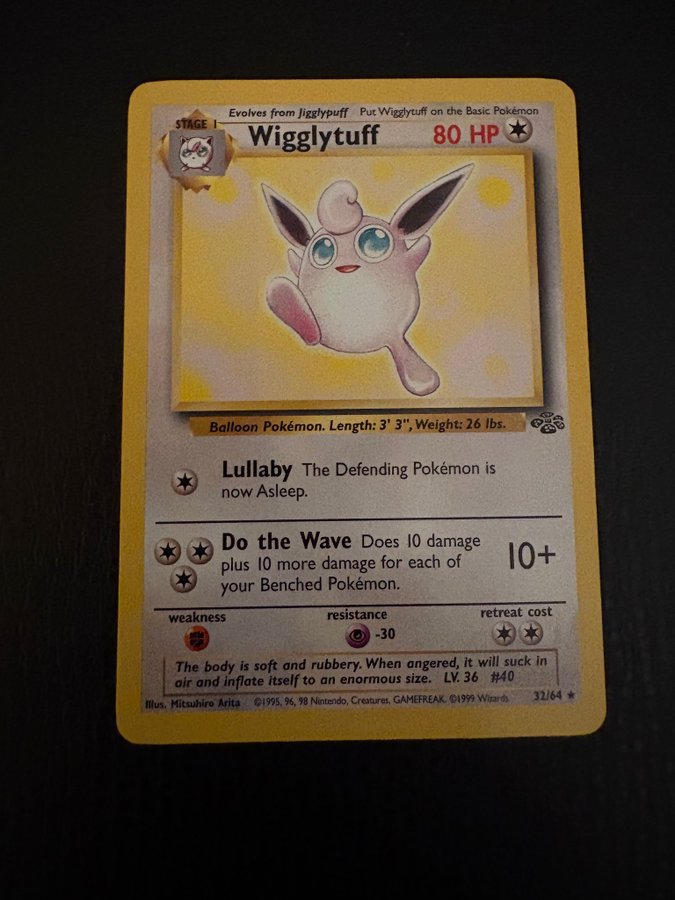 Evolves from Jigglypuff Put Wigglytuff on the Basic Pokémon
STAGE 1
Wigglytuff 80 HP
Balloon Pokémon. Length: 3' 3", Weight: 26 lbs.
Lullaby The Defending Pokémon is
now Asleep.
Do the Wave Does 10 damage
plus 10 more damage for each of
your Benched Pokémon.
10+
weakness resistance retreat cost
-30
The body is soft and rubbery. When angered, it will suck in
air and inflate itself to an enormous size. LV. 36 #40
Illus. Mitsuhiro Arita ©1995, 96, 98 Nintendo, Creatures, GAMEFREAK. ©1999 Wizards 32/64 ★